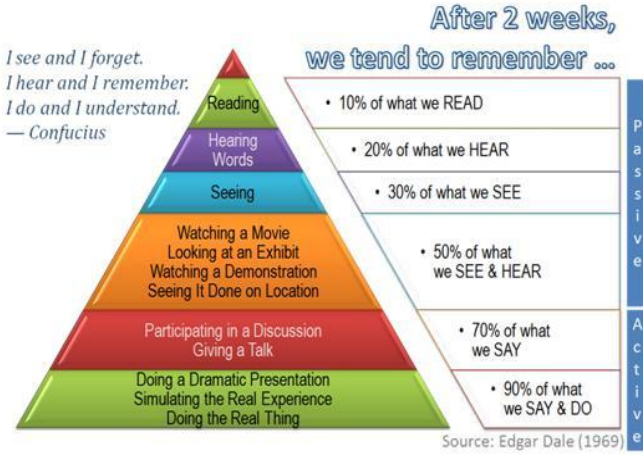 After 2 weeks,
we tend to remember ...
I see and I forget.
I hear and I remember.
I do and I understand.
— Confucius
Reading
• 10% of what we READ
Hearing
Words
• 20% of what we HEAR
Seeing
• 30% of what we SEE
Watching a Movie
Looking at an Exhibit
Watching a Demonstration
Seeing It Done on Location
• 50% of what
we SEE & HEAR
Passive
Participating in a Discussion
Giving a Talk
• 70% of what
we SAY
Doing a Dramatic Presentation
Simulating the Real Experience
Doing the Real Thing
• 90% of what
we SAY & DO
Active
Source: Edgar Dale (1969)